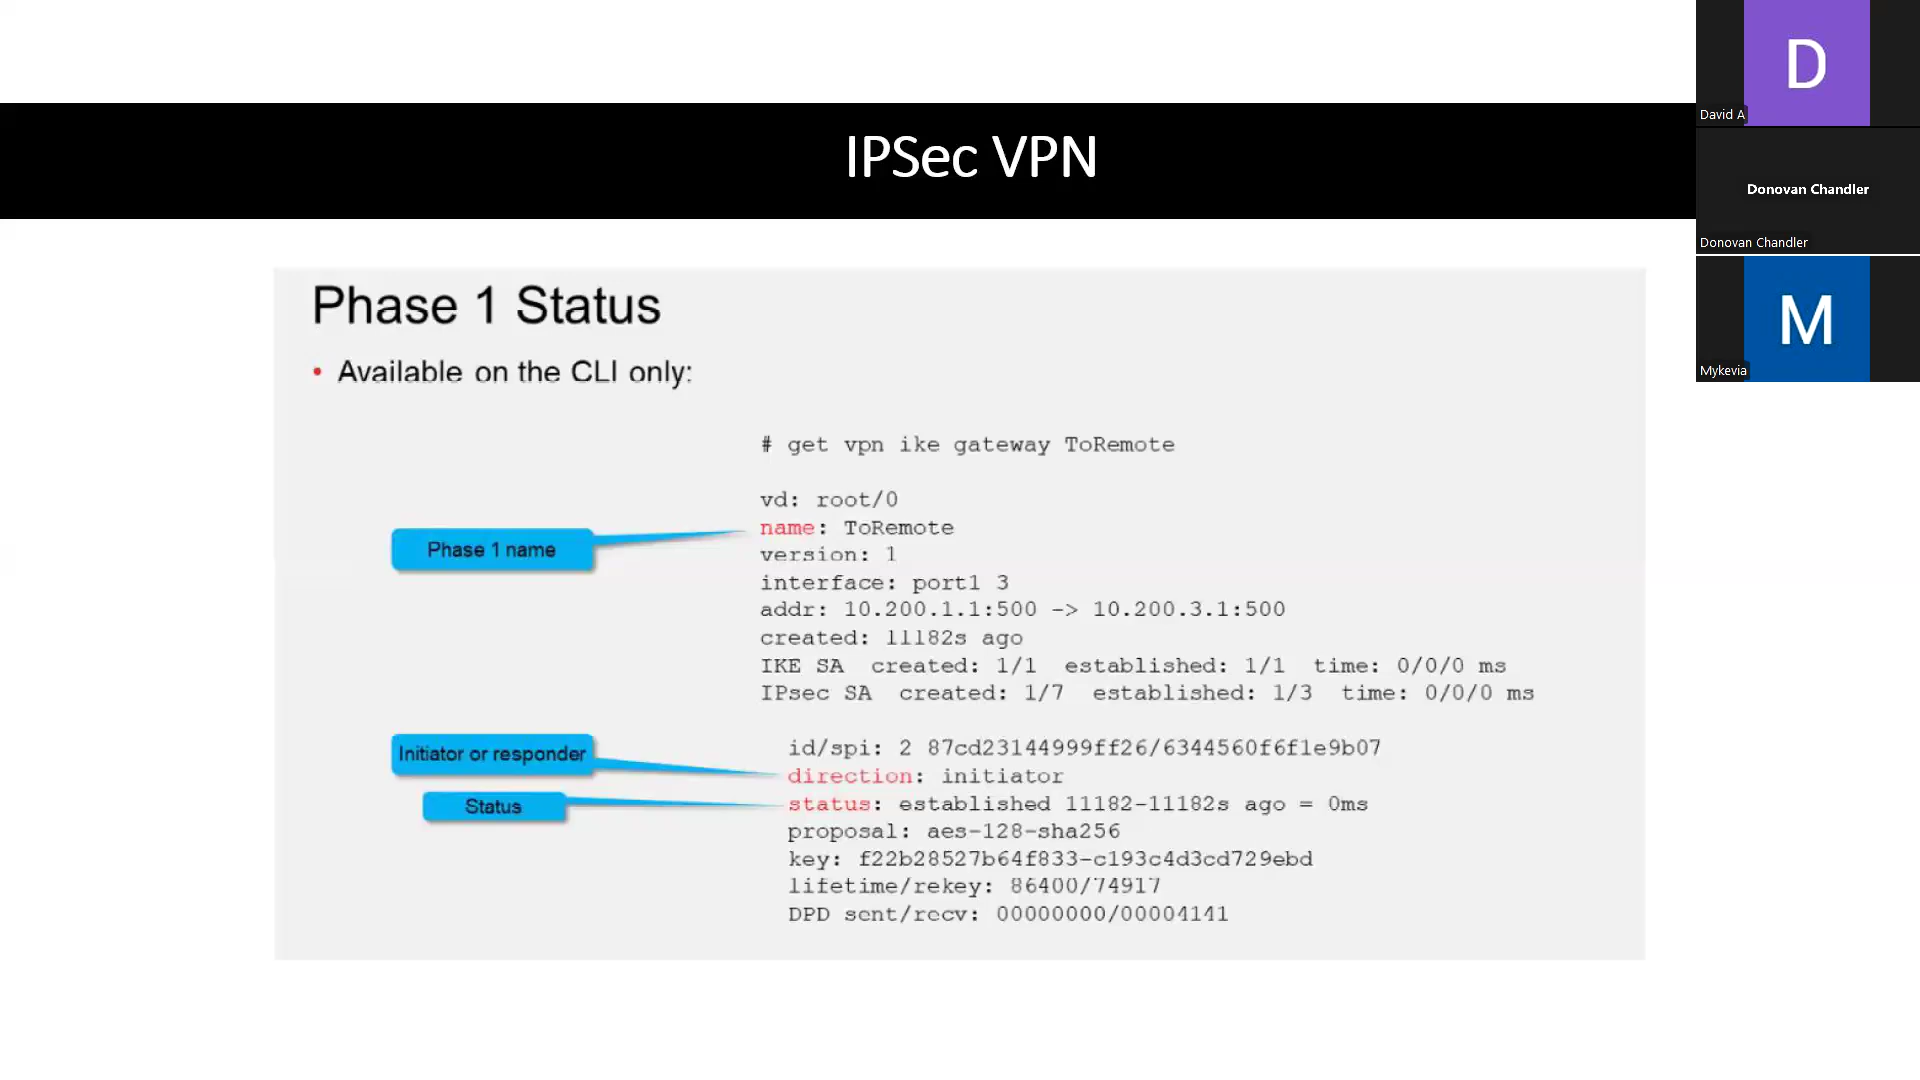 IPSec VPN
Phase 1 Status
• Available on the CLI only:
# get vpn ike gateway ToRemote
vd: root/0
name: ToRemote
version: 1
interface: port1 3
addr: 10.200.1.1:500 -> 10.200.3.1:500
created: 11182s ago
IKE SA  created: 1/1  established: 1/1  time: 0/0/0 ms
IPsec SA  created: 1/7  established: 1/3  time: 0/0/0 ms
id/spi: 2 87cd23144999ff26/6344560f6f1e9b07
direction: initiator
status: established 11182-11182s ago = 0ms
proposal: aes-128-sha256
key: f22b28527b64f833-c193c4d3cd729ebd
lifetime/rekey: 86400/74917
DPD sent/recv: 00000000/00004141
Phase 1 name
Initiator or responder
Status
D
David A
Donovan Chandler
Donovan Chandler
M
Mykevia